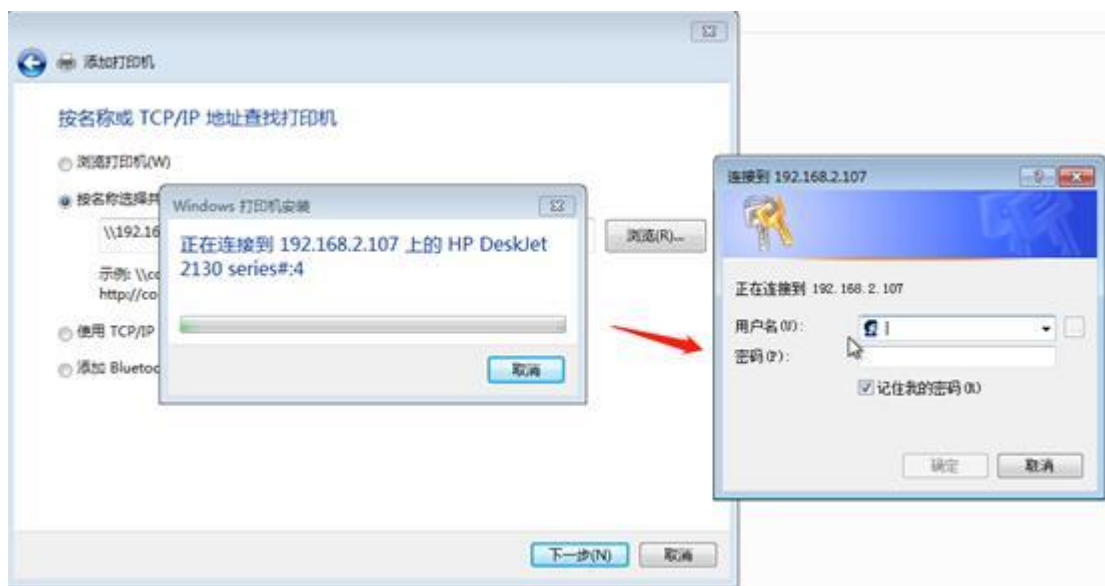 添加打印机
按名称或 TCP/IP 地址查找打印机
浏览打印机(W)
按名称选择共
\\192.16
浏览(R)...
示例: \\co
http://co
使用 TCP/IP
添加 Bluetoo
Windows 打印机安装
正在连接到 192.168.2.107 上的 HP DeskJet
2130 series#:4
取消
下一步(N) 取消
连接到 192.168.2.107
正在连接到 192.168.2.107
用户名(U):
密码(P):
记住我的密码(R)
确定 取消